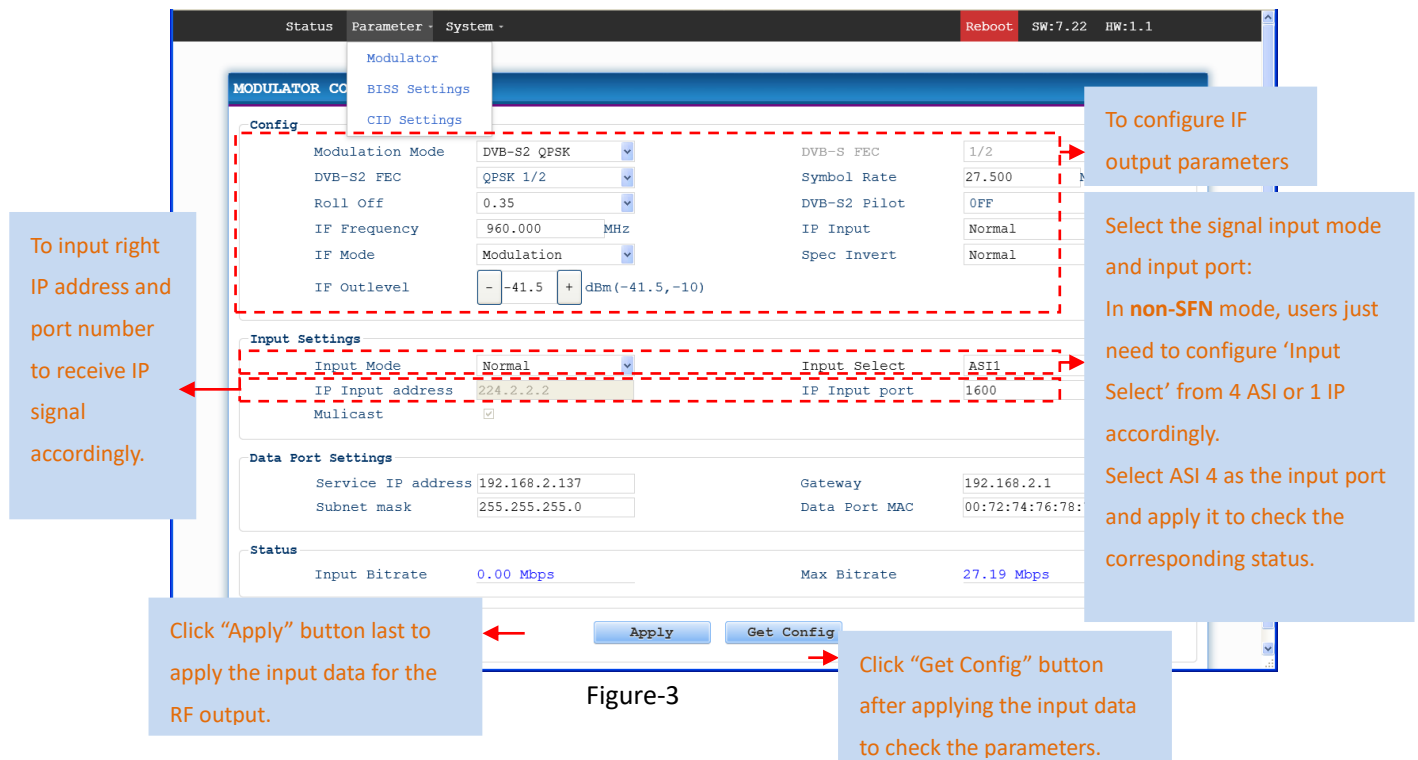 Status Parameter - System - Reboot SW:7.22 HW:1.1
Modulator
BISS Settings
CID Settings
MODULATOR CO
Config
Modulation Mode DVB-S2 QPSK DVB-S FEC 1/2
DVB-S2 FEC QPSK 1/2 Symbol Rate 27.500
Roll Off 0.35 DVB-S2 Pilot OFF
IF Frequency 960.000 MHz IP Input Normal
IF Mode Modulation Spec Invert Normal
IF Outlevel - -41.5 + dBm(-41.5,-10)
Input Settings
Input Mode Normal Input Select ASI1
IP Input address 224.2.2.2 IP Input port 1600
Mulicast
Data Port Settings
Service IP address 192.168.2.137 Gateway 192.168.2.1
Subnet mask 255.255.255.0 Data Port MAC 00:72:74:76:78:
Status
Input Bitrate 0.00 Mbps Max Bitrate 27.19 Mbps
Apply Get Config
To configure IF
output parameters
Select the signal input mode
and input port:
In non-SFN mode, users just
need to configure ‘Input
Select’ from 4 ASI or 1 IP
accordingly.
Select ASI 4 as the input port
and apply it to check the
corresponding status.
To input right
IP address and
port number
to receive IP
signal
accordingly.
Click “Apply” button last to
apply the input data for the
RF output.
Click “Get Config” button
after applying the input data
to check the parameters.
Figure-3